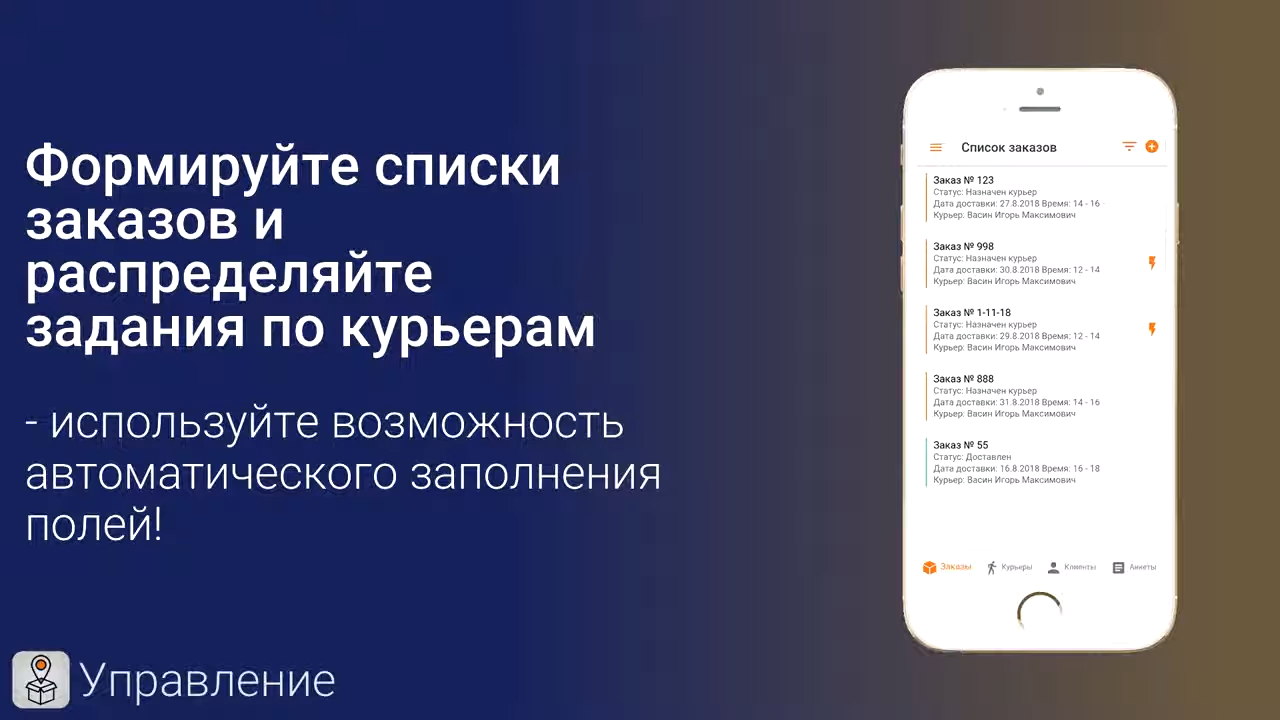 Формируйте списки
заказов и
распределяйте
задания по курьерам
- используйте возможность
автоматического заполнения
полей!
Управление
Список заказов
Заказ № 123
Статус: Назначен курьер
Дата доставки: 27.8.2018 Время: 14 - 16
Курьер: Васин Игорь Максимович
Заказ № 998
Статус: Назначен курьер
Дата доставки: 30.8.2018 Время: 12 - 14
Курьер: Васин Игорь Максимович
Заказ № 1-11-18
Статус: Назначен курьер
Дата доставки: 29.8.2018 Время: 12 - 14
Курьер: Васин Игорь Максимович
Заказ № 888
Статус: Назначен курьер
Дата доставки: 31.8.2018 Время: 14 - 16
Курьер: Васин Игорь Максимович
Заказ № 55
Статус: Доставлен
Дата доставки: 16.8.2018 Время: 16 - 18
Курьер: Васин Игорь Максимович
Заказы Курьеры Клиенты Анкеты